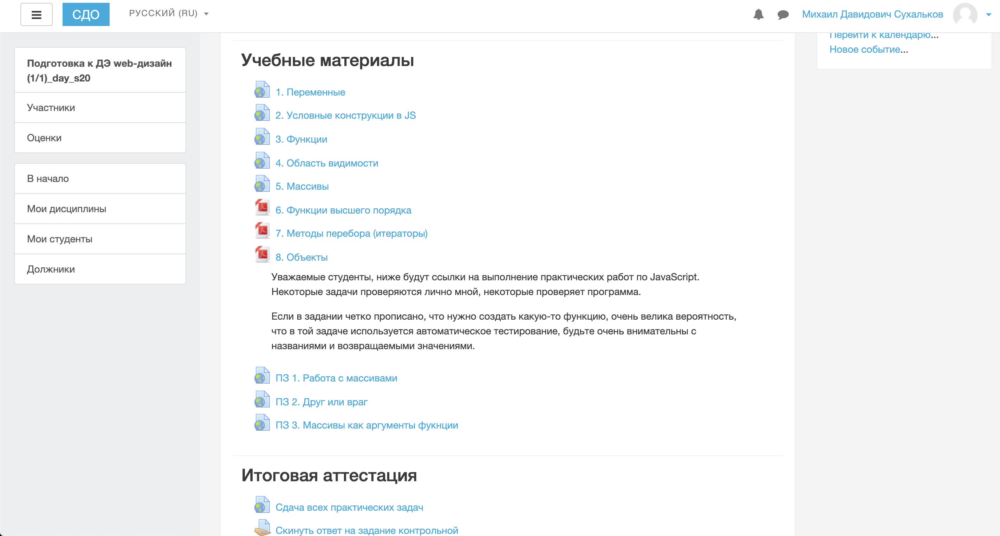 СДО
РУССКИЙ (RU)
Михаил Давидович Сухальков
Подготовка к ДЭ web-дизайн
(1/1)_day_s20
Участники
Оценки
В начало
Мои дисциплины
Мои студенты
Должники
Учебные материалы
1. Переменные
2. Условные конструкции в JS
3. Функции
4. Область видимости
5. Массивы
6. Функции высшего порядка
7. Методы перебора (итераторы)
8. Объекты
Уважаемые студенты, ниже будут ссылки на выполнение практических работ по JavaScript.
Некоторые задачи проверяются лично мной, некоторые проверяет программа.
Если в задании четко прописано, что нужно создать какую-то функцию, очень велика вероятность,
что в той задаче используется автоматическое тестирование, будьте очень внимательны с
названиями и возвращаемыми значениями.
ПЗ 1. Работа с массивами
ПЗ 2. Друг или враг
ПЗ 3. Массивы как аргументы фукнции
Итоговая аттестация
Сдача всех практических задач
Скинуть ответ на задание контрольной
Перейти к календарю...
Новое событие...